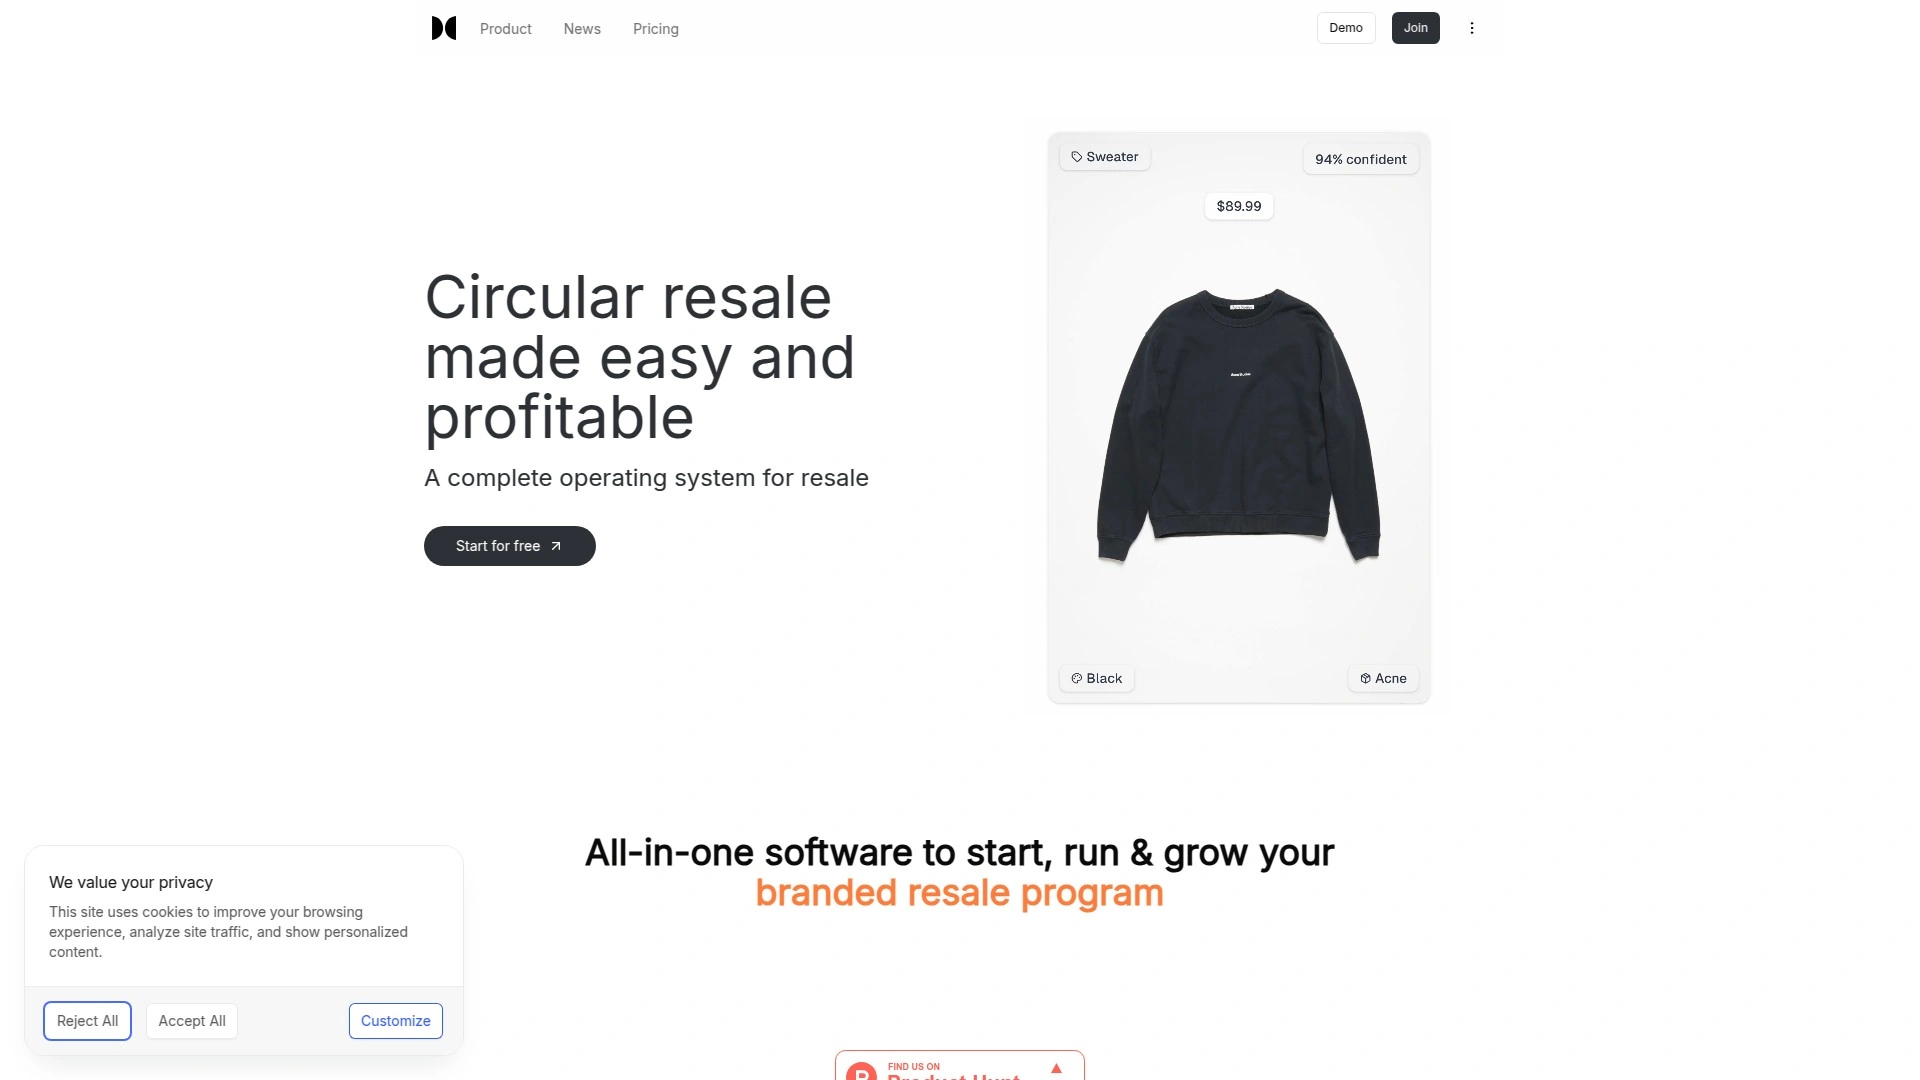 Product
News
Pricing
Demo
Join
Sweater
94% confident
$89.99
Circular resale
made easy and
profitable
A complete operating system for resale
Start for free
Black
Acne
All-in-one software to start, run & grow your
branded resale program
We value your privacy
This site uses cookies to improve your browsing
experience, analyze site traffic, and show personalized
content.
Reject All
Accept All
Customize
FIND US ON
Product Hunt